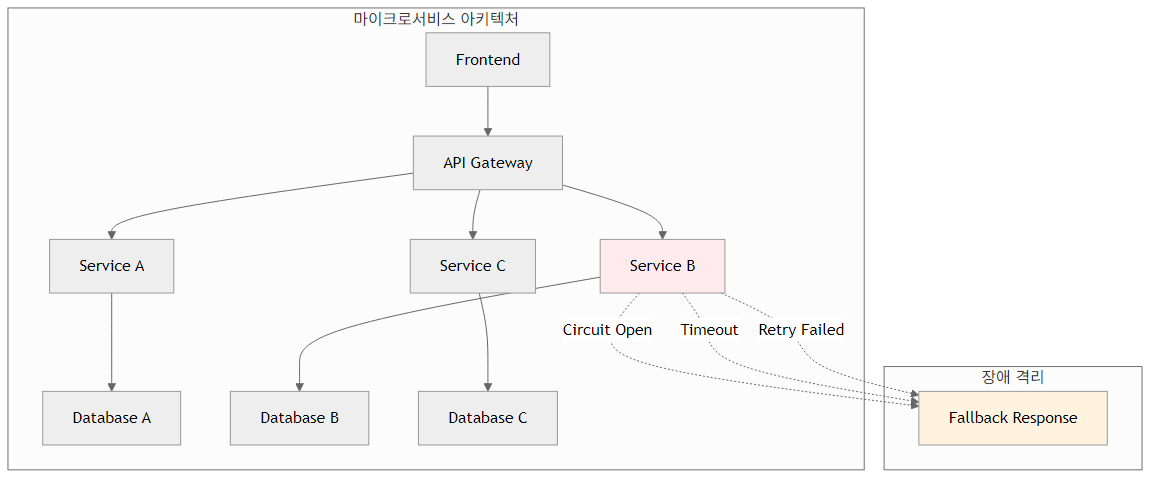 마이크로서비스 아키텍처
Frontend
API Gateway
Service A
Service C
Service B
Circuit Open
Timeout
Retry Failed
장애 격리
Database A
Database B
Database C
Fallback Response